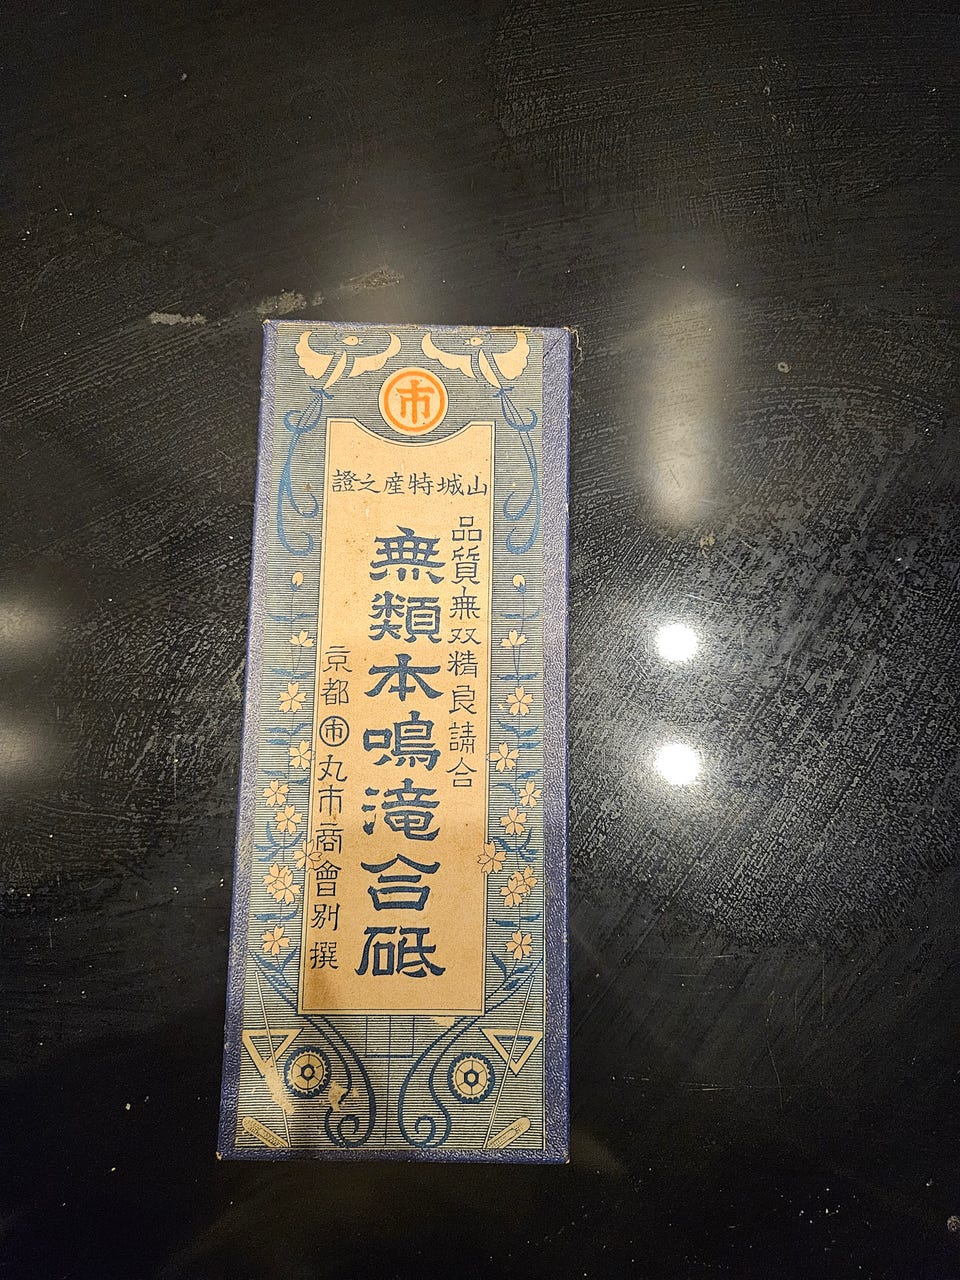 市
山城特産之證
品質無双精良請合
無類本鳴滝合砥
京都㊞丸市商會別撰